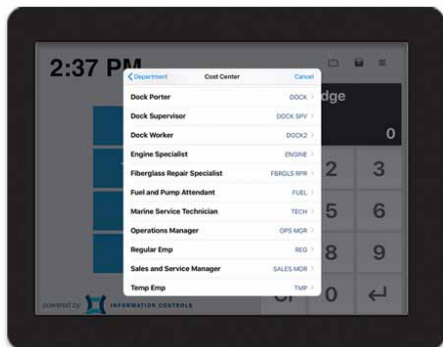 2:37 PM
< Department Cost Center Cancel
Dock Porter DOCK >
Dock Supervisor DOCK SPV >
Dock Worker DOCK2 >
Engine Specialist ENGINE >
Fiberglass Repair Specialist FBRGLS RPR >
Fuel and Pump Attendant FUEL >
Marine Service Technician TECH >
Operations Manager OPS MGR >
Regular Emp REG >
Sales and Service Manager SALES MGR >
Temp Emp TMP >
dge
0
2 3
5 6
8 9
0
powered by INFORMATION CONTROLS